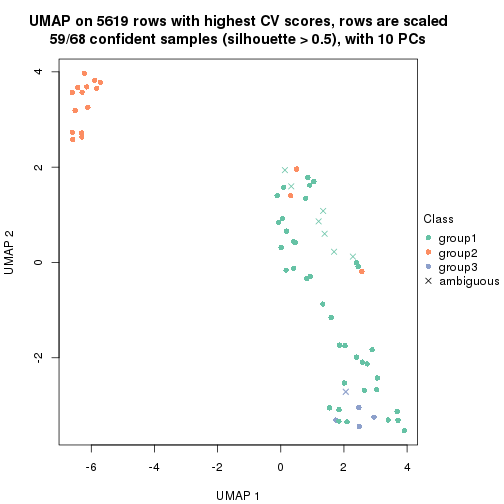 UMAP on 5619 rows with highest CV scores, rows are scaled
59/68 confident samples (silhouette > 0.5), with 10 PCs
4
2
0
-2
UMAP 2
-6
-4
-2
0
2
4
UMAP 1
Class
group1
group2
group3
ambiguous